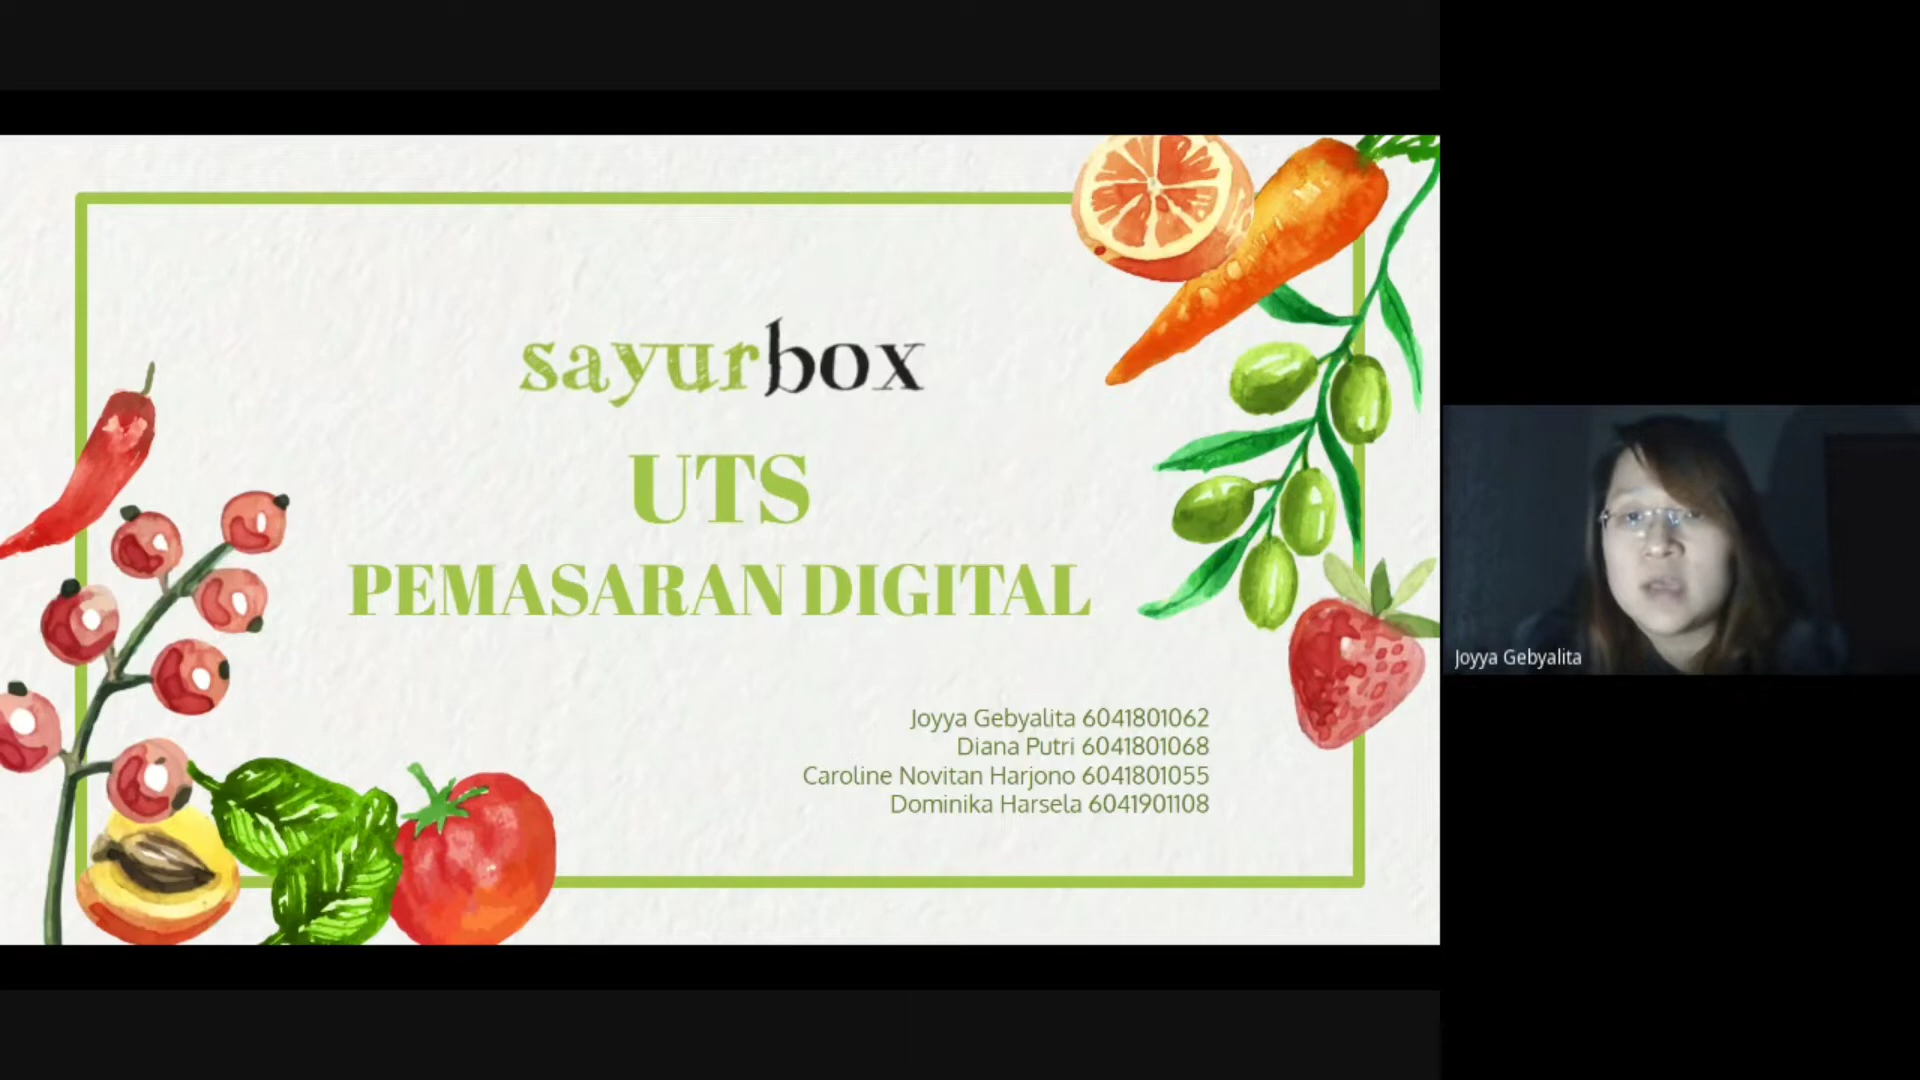 sayurbox
UTS
PEMASARAN DIGITAL
Joyya Gebyalita 6041801062
Diana Putri 6041801068
Caroline Novitan Harjono 6041801055
Dominika Harsela 6041901108
Joyya Gebyalita